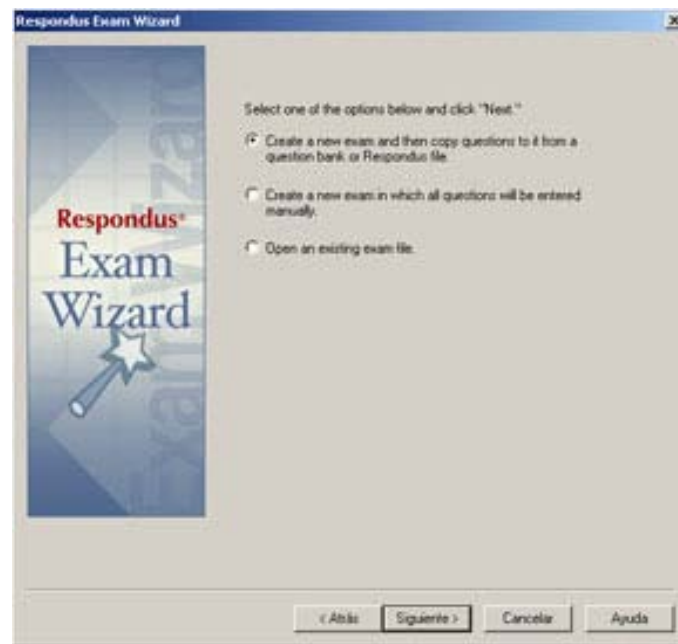 Respondus Exam Wizard
Select one of the options below and click "Next."
Create a new exam and then copy questions to it from a
question bank or Respondus file.
Create a new exam in which all questions will be entered
manually.
Open an existing exam file.
Respondus®
Exam
Wizard
Exam Wizard
< Atrás
Siguiente >
Cancelar
Ayuda